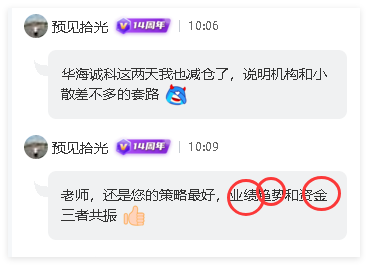 预见拾光 V 14周年 | 10:06
华海诚科这两天我也减仓了，说明机构和小
散差不多的套路
预见拾光 V 14周年 | 10:09
老师，还是您的策略最好，业绩趋势和资金
三者共振